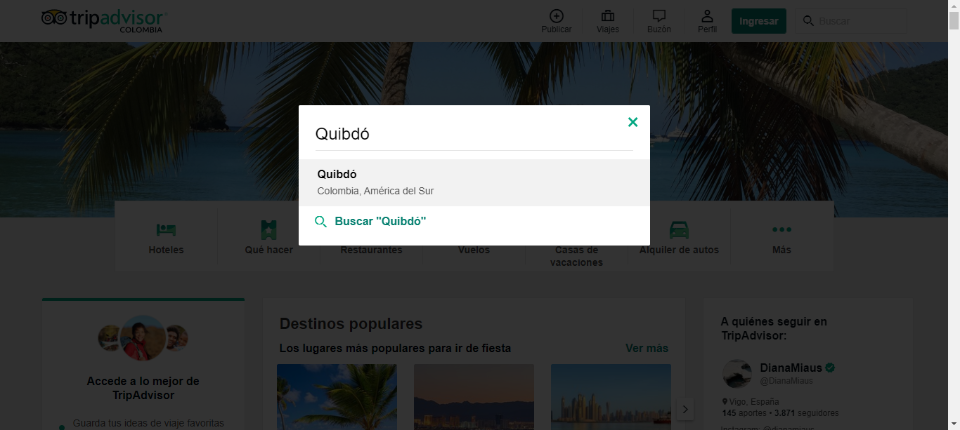 tripadvisor
COLOMBIA
Publicar
Viajes
Buzón
Perfil
Ingresar
Buscar
Quibdó
Quibdó
Colombia, América del Sur
Buscar "Quibdó"
Hoteles
Qué hacer
Restaurantes
Vuelos
Casas de
vacaciones
Alquiler de autos
Más
Accede a lo mejor de
TripAdvisor
Guarda tus ideas de viaje favoritas
Destinos populares
Los lugares más populares para ir de fiesta
Ver más
A quiénes seguir en
TripAdvisor:
DianaMiaus
@DianaMiaus
Vigo, España
145 aportes • 3.871 seguidores